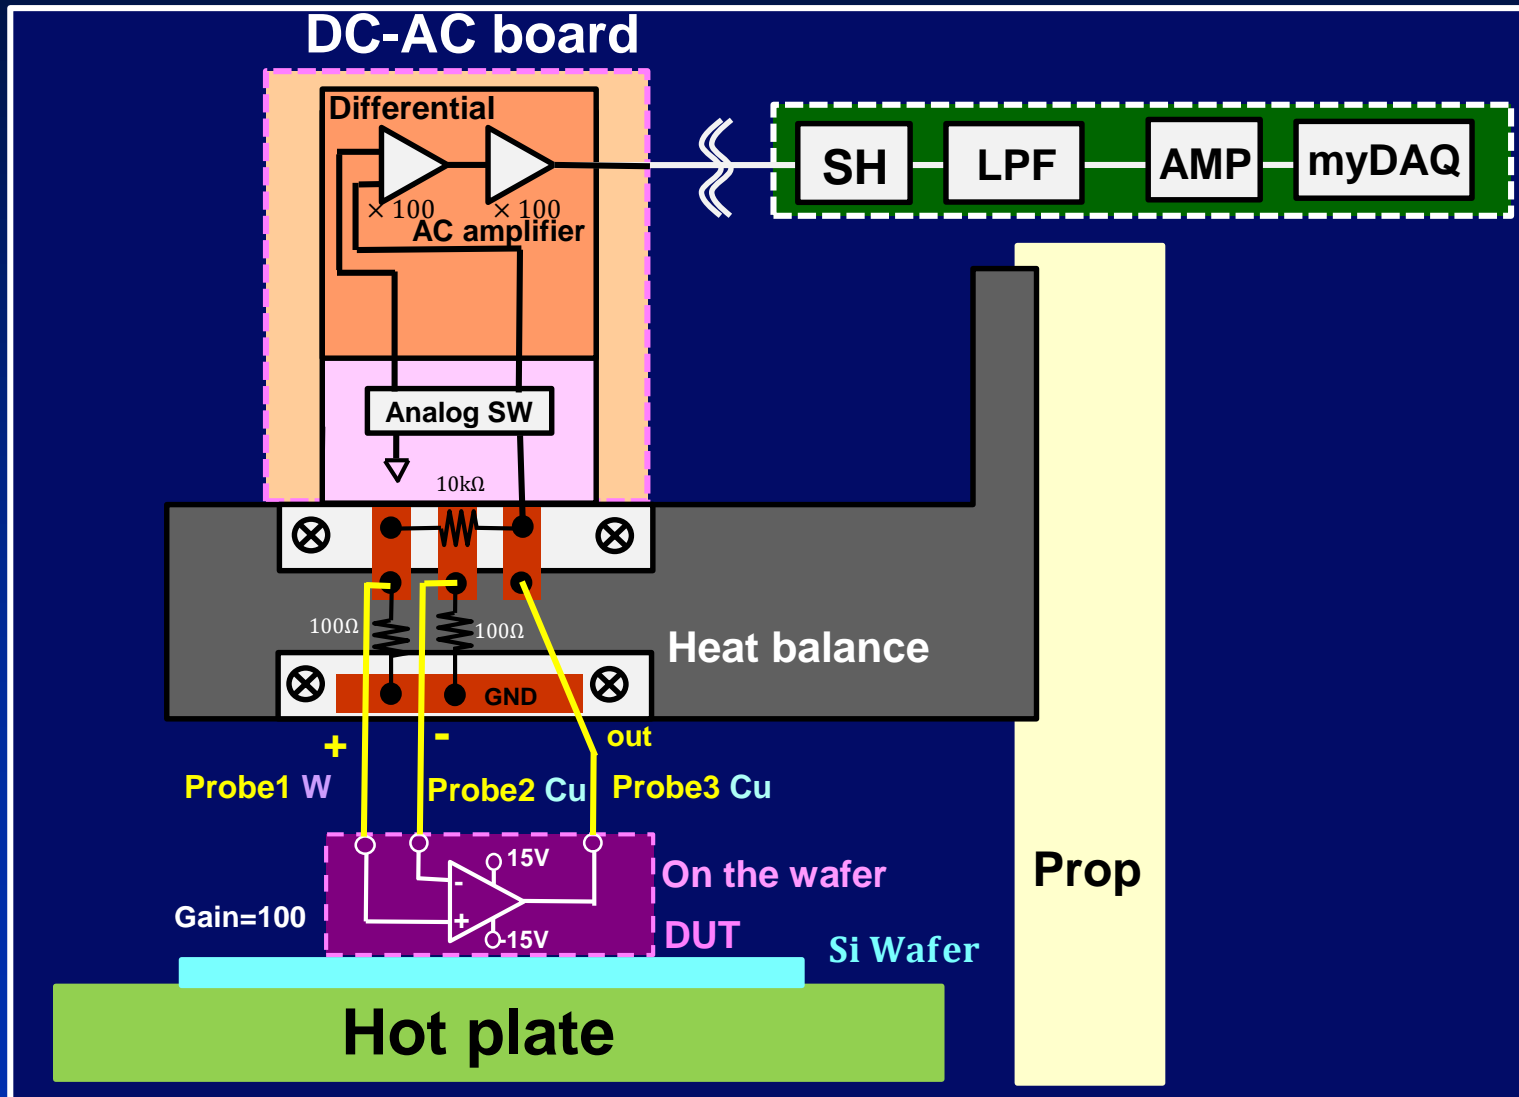 DC-AC board
Differential
× 100
× 100
AC amplifier
SH
LPF
AMP
myDAQ
Analog SW
10kΩ
100Ω
100Ω
Heat balance
GND
+
-
out
Probe1 W
Probe2 Cu
Probe3 Cu
15V
-
+
-15V
On the wafer
DUT
Gain=100
Si Wafer
Prop
Hot plate